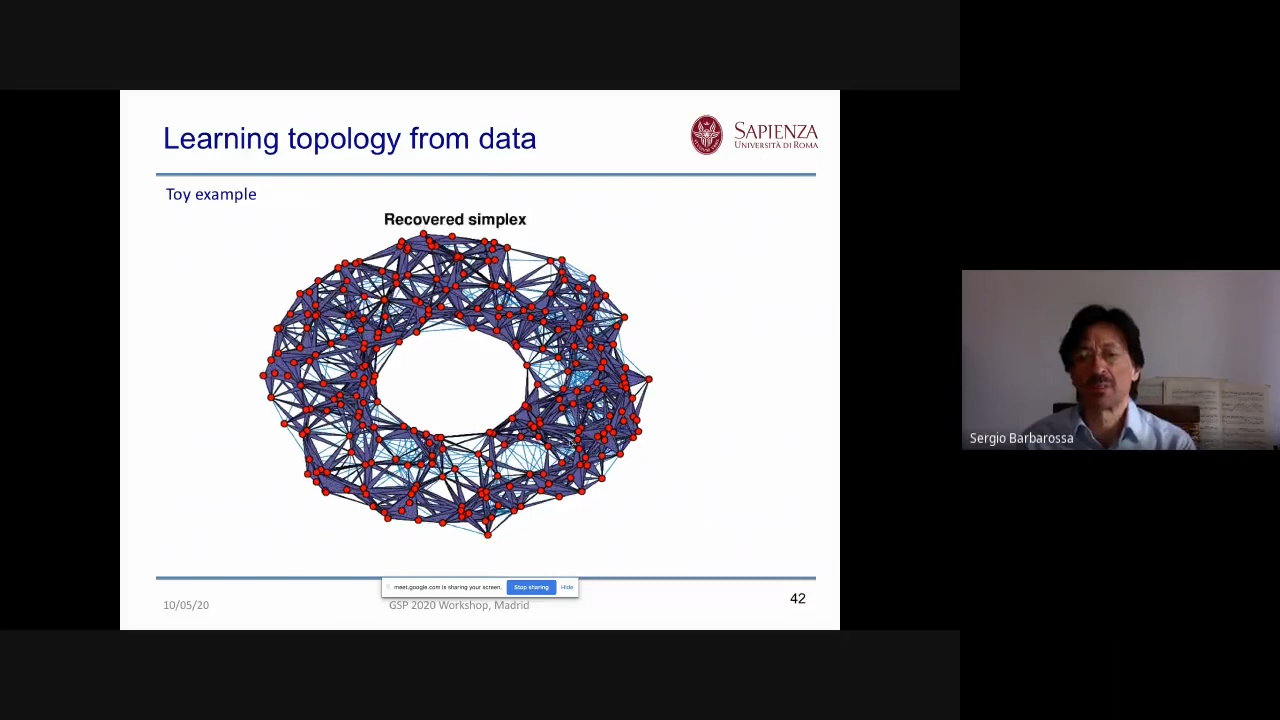 Learning topology from data
SAPIENZA
UNIVERSITÀ DI ROMA
Toy example
Recovered simplex
Sergio Barbarossa
meet.google.com is sharing your screen.
Stop sharing
Hide
10/05/20
GSP 2020 Workshop, Madrid
42